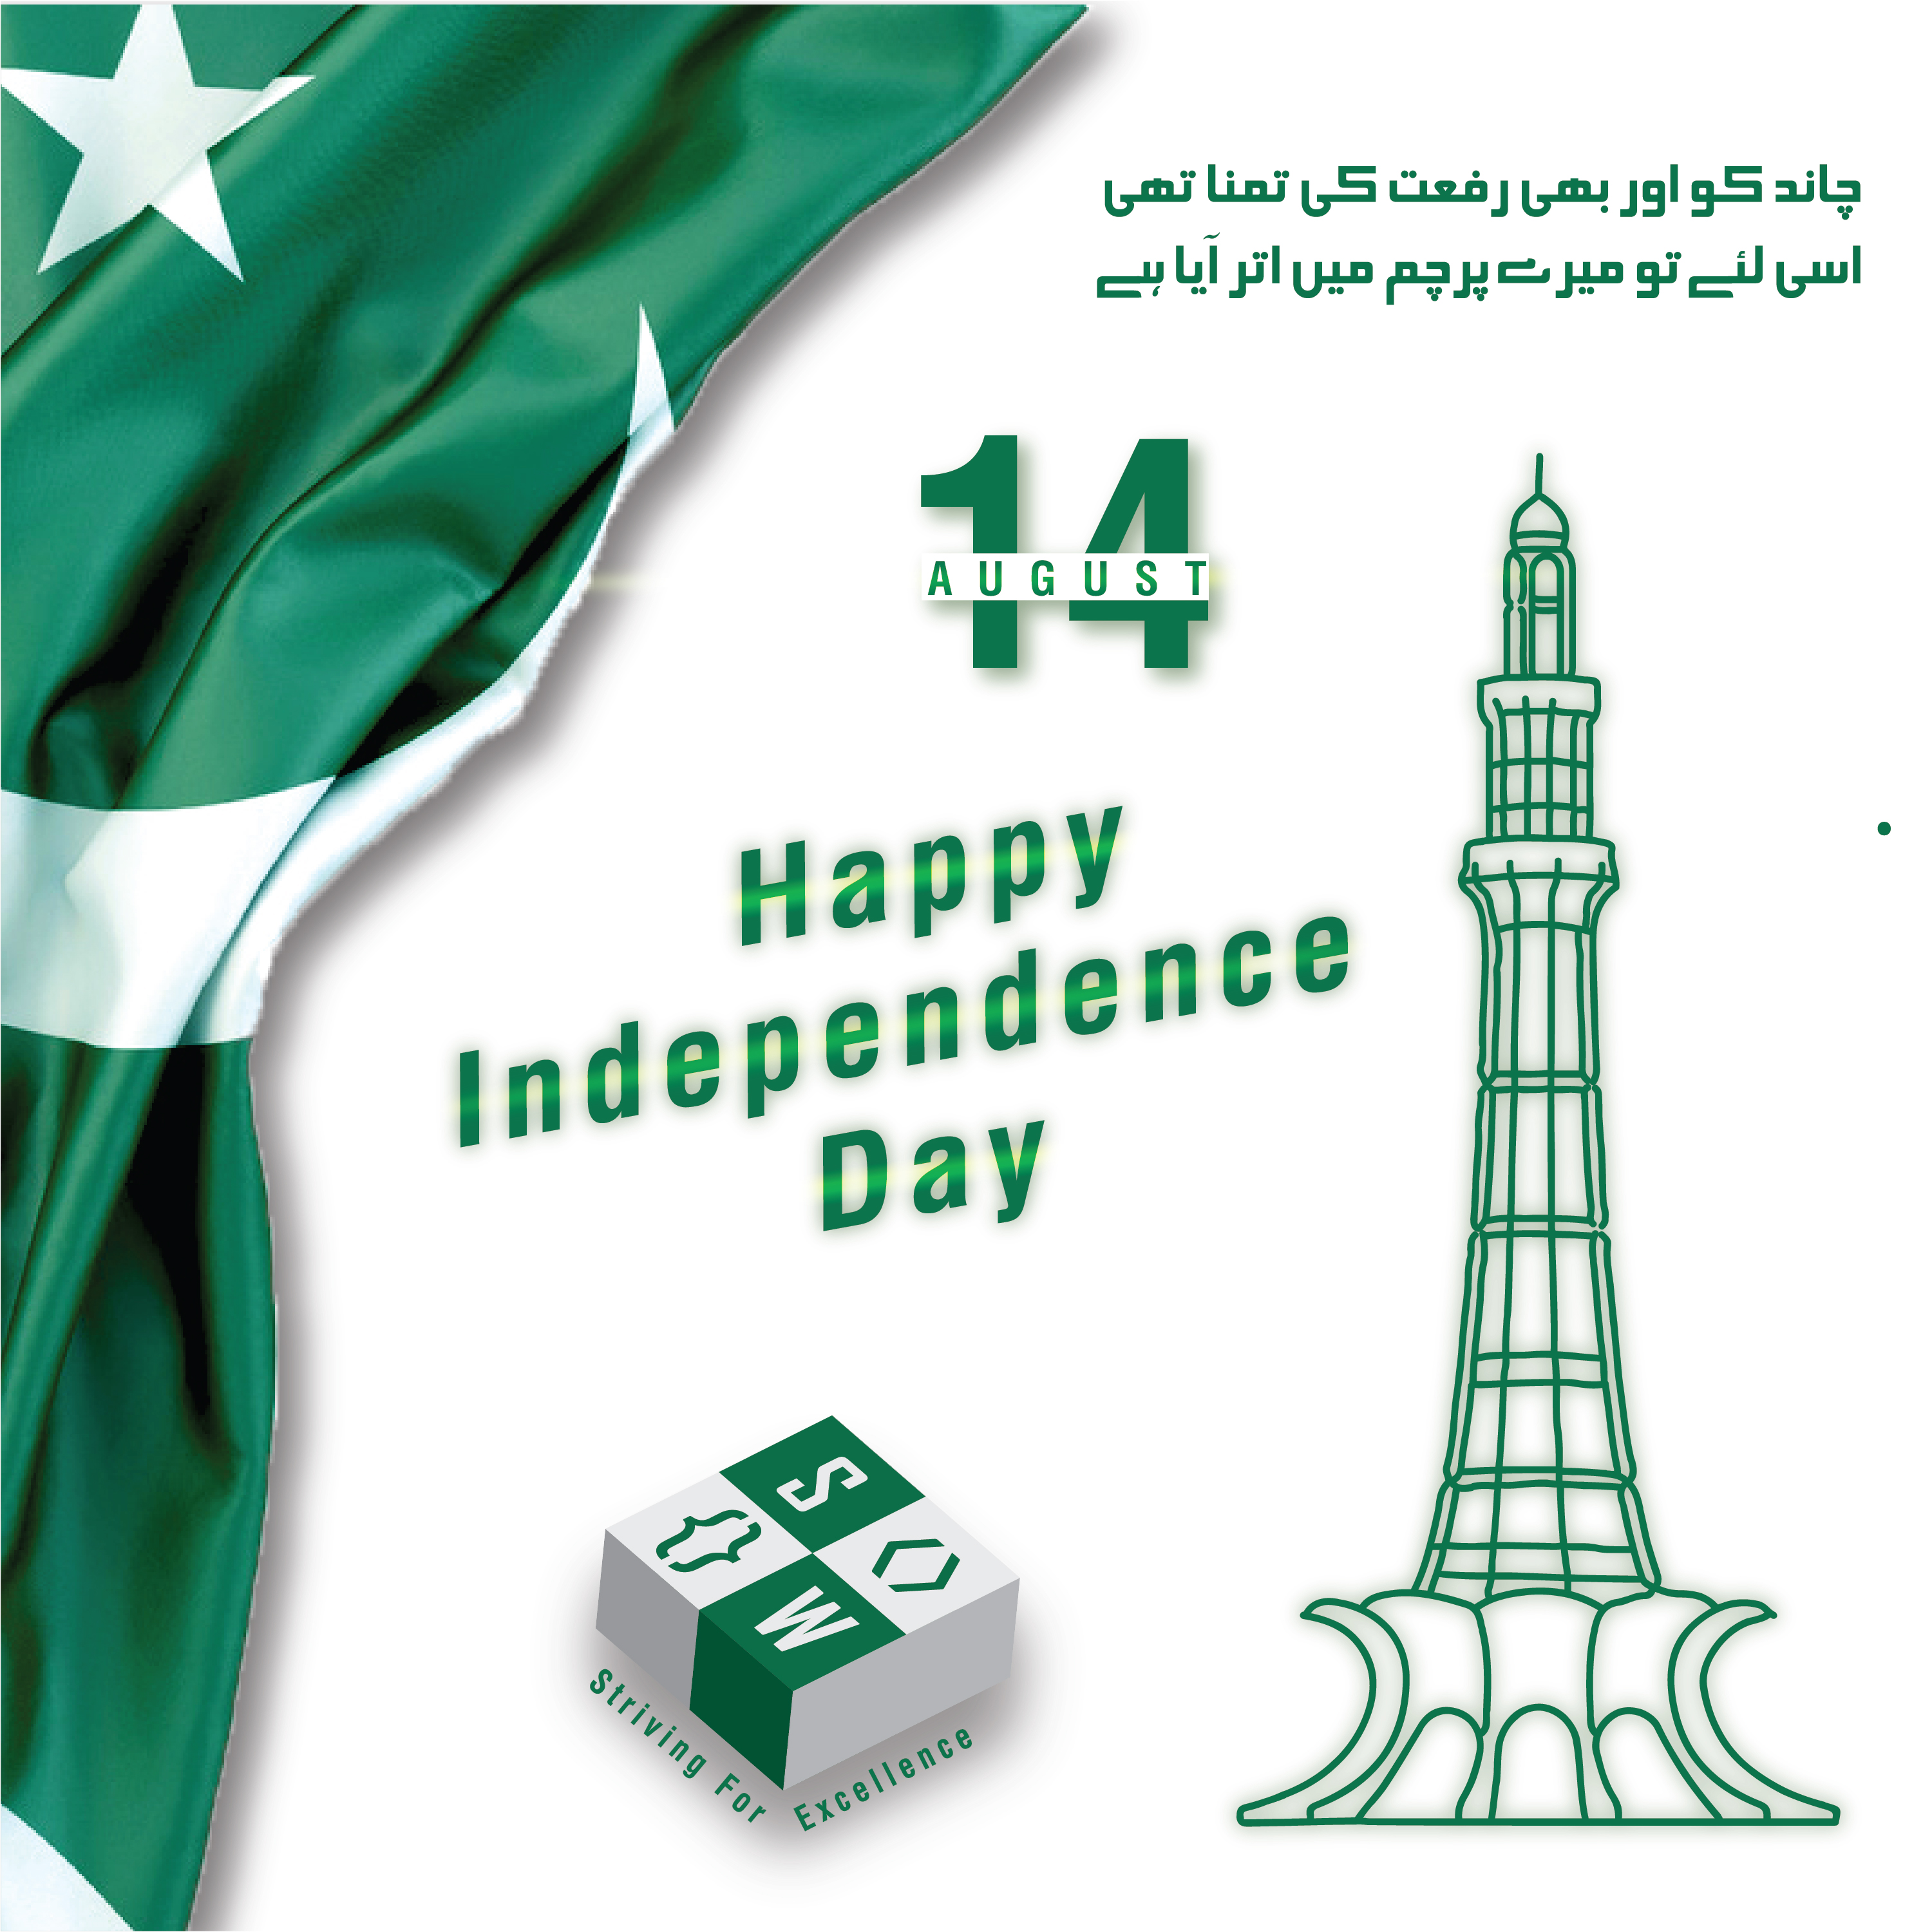 چاند کو اور بھی رفعت کی تمنا تھی
اسی لئے تو میرے پرچم میں اتر آیا ہے
14
AUGUST
Happy
Independence
Day
S <>
{} W
Striving For Excellence